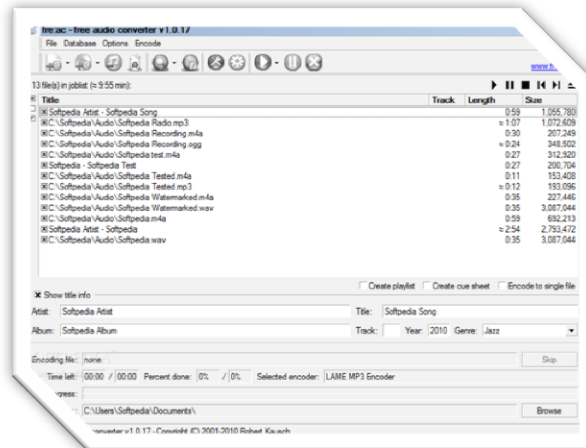 fre:ac - free audio converter v1.0.17
File Database Options Encode
13 file(s) in joblist (≈ 9:55 min):
Title Track Length Size
Softpedia Artist - Softpedia Song 0:59 1,055,780
C:\Softpedia\Audio\Softpedia Radio.mp3 ≈ 1:07 1,072,609
C:\Softpedia\Audio\Softpedia Recording.m4a 0:30 207,249
C:\Softpedia\Audio\Softpedia Recording.ogg ≈ 0:24 348,502
C:\Softpedia\Audio\Softpedia test.m4a 0:27 312,920
Softpedia - Softpedia Test 0:27 200,704
C:\Softpedia\Audio\Softpedia Tested.m4a 0:11 153,408
C:\Softpedia\Audio\Softpedia Tested.mp3 ≈ 0:12 193,096
C:\Softpedia\Audio\Softpedia Watermarked.m4a 0:35 227,446
C:\Softpedia\Audio\Softpedia Watermarked.wav 0:35 3,087,044
C:\Softpedia\Audio\Softpedia.m4a 0:59 692,213
Softpedia Artist - Softpedia ≈ 2:54 2,793,472
C:\Softpedia\Audio\Softpedia.wav 0:35 3,087,044
Create playlist Create cue sheet Encode to single file
Show title info
Artist: Softpedia Artist Title: Softpedia Song
Album: Softpedia Album Track: Year: 2010 Genre: Jazz
Encoding file: none Skip
Time left: 00:00 / 00:00 Percent done: 0% / 0% Selected encoder: LAME MP3 Encoder
C:\Users\Softpedia\Documents\ Browse
converter v1.0.17 - Copyright (C) 2001-2010 Robert Kausch